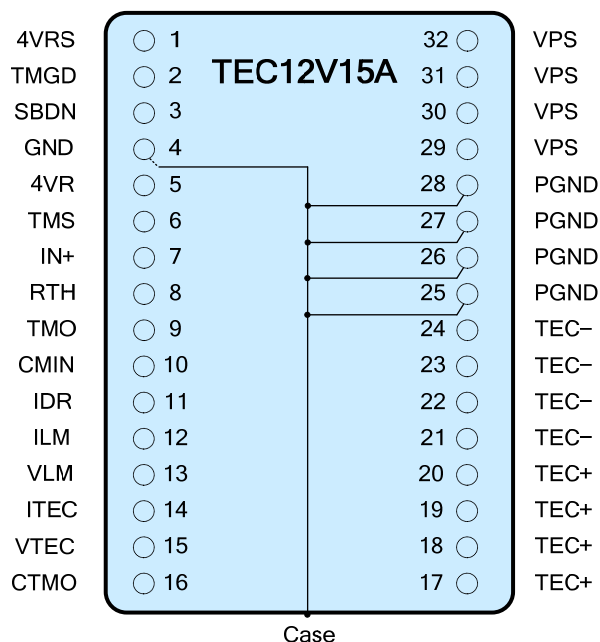 4VRS 1 TEC12V15A 32 VPS
TMGD 2 31 VPS
SBDN 3 30 VPS
GND 4 29 VPS
4VR 5 28 PGND
TMS 6 27 PGND
IN+ 7 26 PGND
RTH 8 25 PGND
TMO 9 24 TEC−
CMIN 10 23 TEC−
IDR 11 22 TEC−
ILM 12 21 TEC−
VLM 13 20 TEC+
ITEC 14 19 TEC+
VTEC 15 18 TEC+
CTMO 16 17 TEC+
Case